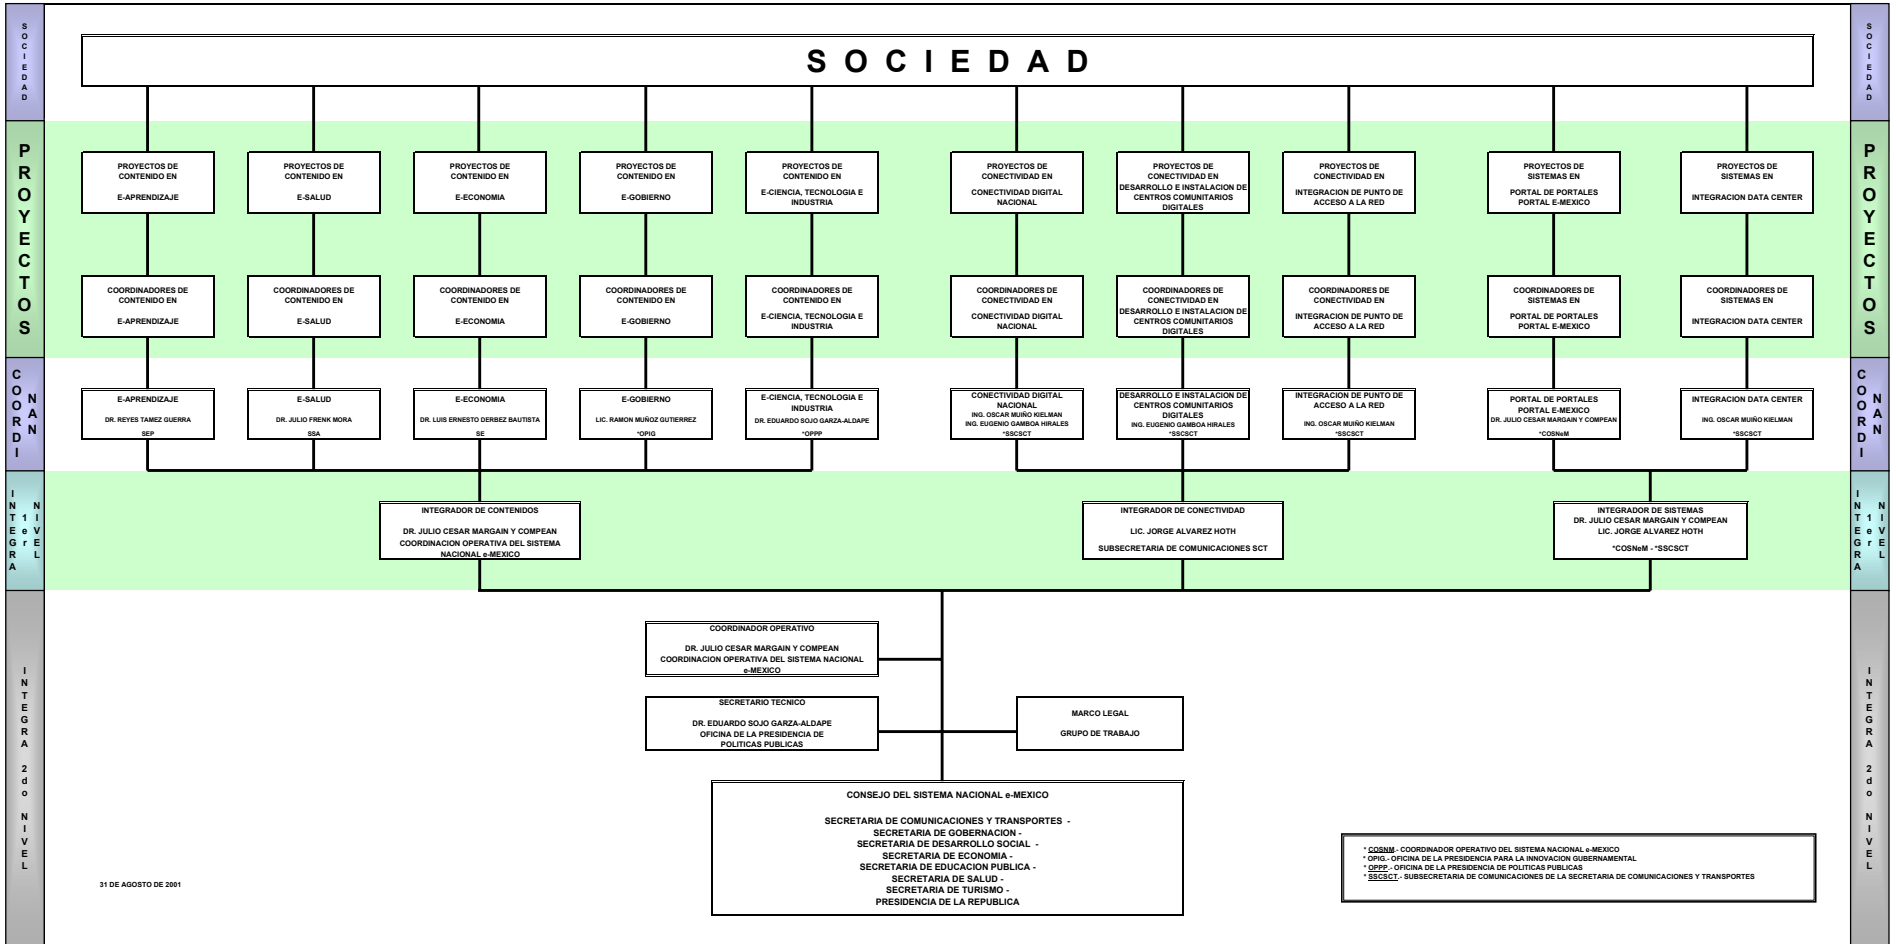 SOCIEDAD
SOCIEDAD
SOCIEDAD
PROYECTOS
PROYECTOS
PROYECTOS DE
CONTENIDO EN
E-APRENDIZAJE
PROYECTOS DE
CONTENIDO EN
E-SALUD
PROYECTOS DE
CONTENIDO EN
E-ECONOMIA
PROYECTOS DE
CONTENIDO EN
E-GOBIERNO
PROYECTOS DE
CONTENIDO EN
E-CIENCIA, TECNOLOGIA E
INDUSTRIA
PROYECTOS DE
CONECTIVIDAD EN
CONECTIVIDAD DIGITAL
NACIONAL
PROYECTOS DE
CONECTIVIDAD EN
DESARROLLO E INSTALACION DE
CENTROS COMUNITARIOS
DIGITALES
PROYECTOS DE
CONECTIVIDAD EN
INTEGRACION DE PUNTO DE
ACCESO A LA RED
PROYECTOS DE
SISTEMAS EN
PORTAL DE PORTALES
PORTAL E-MEXICO
PROYECTOS DE
SISTEMAS EN
INTEGRACION DATA CENTER
COORDINADORES DE
CONTENIDO EN
E-APRENDIZAJE
COORDINADORES DE
CONTENIDO EN
E-SALUD
COORDINADORES DE
CONTENIDO EN
E-ECONOMIA
COORDINADORES DE
CONTENIDO EN
E-GOBIERNO
COORDINADORES DE
CONTENIDO EN
E-CIENCIA, TECNOLOGIA E
INDUSTRIA
COORDINADORES DE
CONECTIVIDAD EN
CONECTIVIDAD DIGITAL
NACIONAL
COORDINADORES DE
CONECTIVIDAD EN
DESARROLLO E INSTALACION DE
CENTROS COMUNITARIOS
DIGITALES
COORDINADORES DE
CONECTIVIDAD EN
INTEGRACION DE PUNTO DE
ACCESO A LA RED
COORDINADORES DE
SISTEMAS EN
PORTAL DE PORTALES
PORTAL E-MEXICO
COORDINADORES DE
SISTEMAS EN
INTEGRACION DATA CENTER
COORDI
NAN
COORDI
NAN
E-APRENDIZAJE
DR. REYES TAMEZ GUERRA
SEP
E-SALUD
DR. JULIO FRENK MORA
SSA
E-ECONOMIA
DR. LUIS ERNESTO DERBEZ BAUTISTA
SE
E-GOBIERNO
LIC. RAMON MUÑOZ GUTIERREZ
*OPIG
E-CIENCIA, TECNOLOGIA E
INDUSTRIA
DR. EDUARDO SOJO GARZA-ALDAPE
*OPPP
CONECTIVIDAD DIGITAL
NACIONAL
ING. OSCAR MUIÑO KIELMAN
ING. EUGENIO GAMBOA HIRALES
*SSCSCT
DESARROLLO E INSTALACION DE
CENTROS COMUNITARIOS
DIGITALES
ING. EUGENIO GAMBOA HIRALES
*SSCSCT
INTEGRACION DE PUNTO DE
ACCESO A LA RED
ING. OSCAR MUIÑO KIELMAN
*SSCSCT
PORTAL DE PORTALES
PORTAL E-MEXICO
DR. JULIO CESAR MARGAIN Y COMPEAN
*COSNeM
INTEGRACION DATA CENTER
ING. OSCAR MUIÑO KIELMAN
*SSCSCT
INTEGRA
1er
NIVEL
INTEGRA
1er
NIVEL
INTEGRADOR DE CONTENIDOS
DR. JULIO CESAR MARGAIN Y COMPEAN
COORDINACION OPERATIVA DEL SISTEMA
NACIONAL e-MEXICO
INTEGRADOR DE CONECTIVIDAD
LIC. JORGE ALVAREZ HOTH
SUBSECRETARIA DE COMUNICACIONES SCT
INTEGRADOR DE SISTEMAS
DR. JULIO CESAR MARGAIN Y COMPEAN
LIC. JORGE ALVAREZ HOTH
*COSNeM - *SSCSCT
INTEGRA 2do NIVEL
INTEGRA 2do NIVEL
COORDINADOR OPERATIVO
DR. JULIO CESAR MARGAIN Y COMPEAN
COORDINACION OPERATIVA DEL SISTEMA NACIONAL
e-MEXICO
SECRETARIO TECNICO
DR. EDUARDO SOJO GARZA-ALDAPE
OFICINA DE LA PRESIDENCIA DE
POLITICAS PUBLICAS
MARCO LEGAL
GRUPO DE TRABAJO
CONSEJO DEL SISTEMA NACIONAL e-MEXICO
SECRETARIA DE COMUNICACIONES Y TRANSPORTES -
SECRETARIA DE GOBERNACION -
SECRETARIA DE DESARROLLO SOCIAL -
SECRETARIA DE ECONOMIA -
SECRETARIA DE EDUCACION PUBLICA -
SECRETARIA DE SALUD -
SECRETARIA DE TURISMO -
PRESIDENCIA DE LA REPUBLICA
* COSNM.- COORDINADOR OPERATIVO DEL SISTEMA NACIONAL e-MEXICO
* OPIG.- OFICINA DE LA PRESIDENCIA PARA LA INNOVACION GUBERNAMENTAL
* OPPP.- OFICINA DE LA PRESIDENCIA DE POLITICAS PUBLICAS
* SSCSCT.- SUBSECRETARIA DE COMUNICACIONES DE LA SECRETARIA DE COMUNICACIONES Y TRANSPORTES
31 DE AGOSTO DE 2001